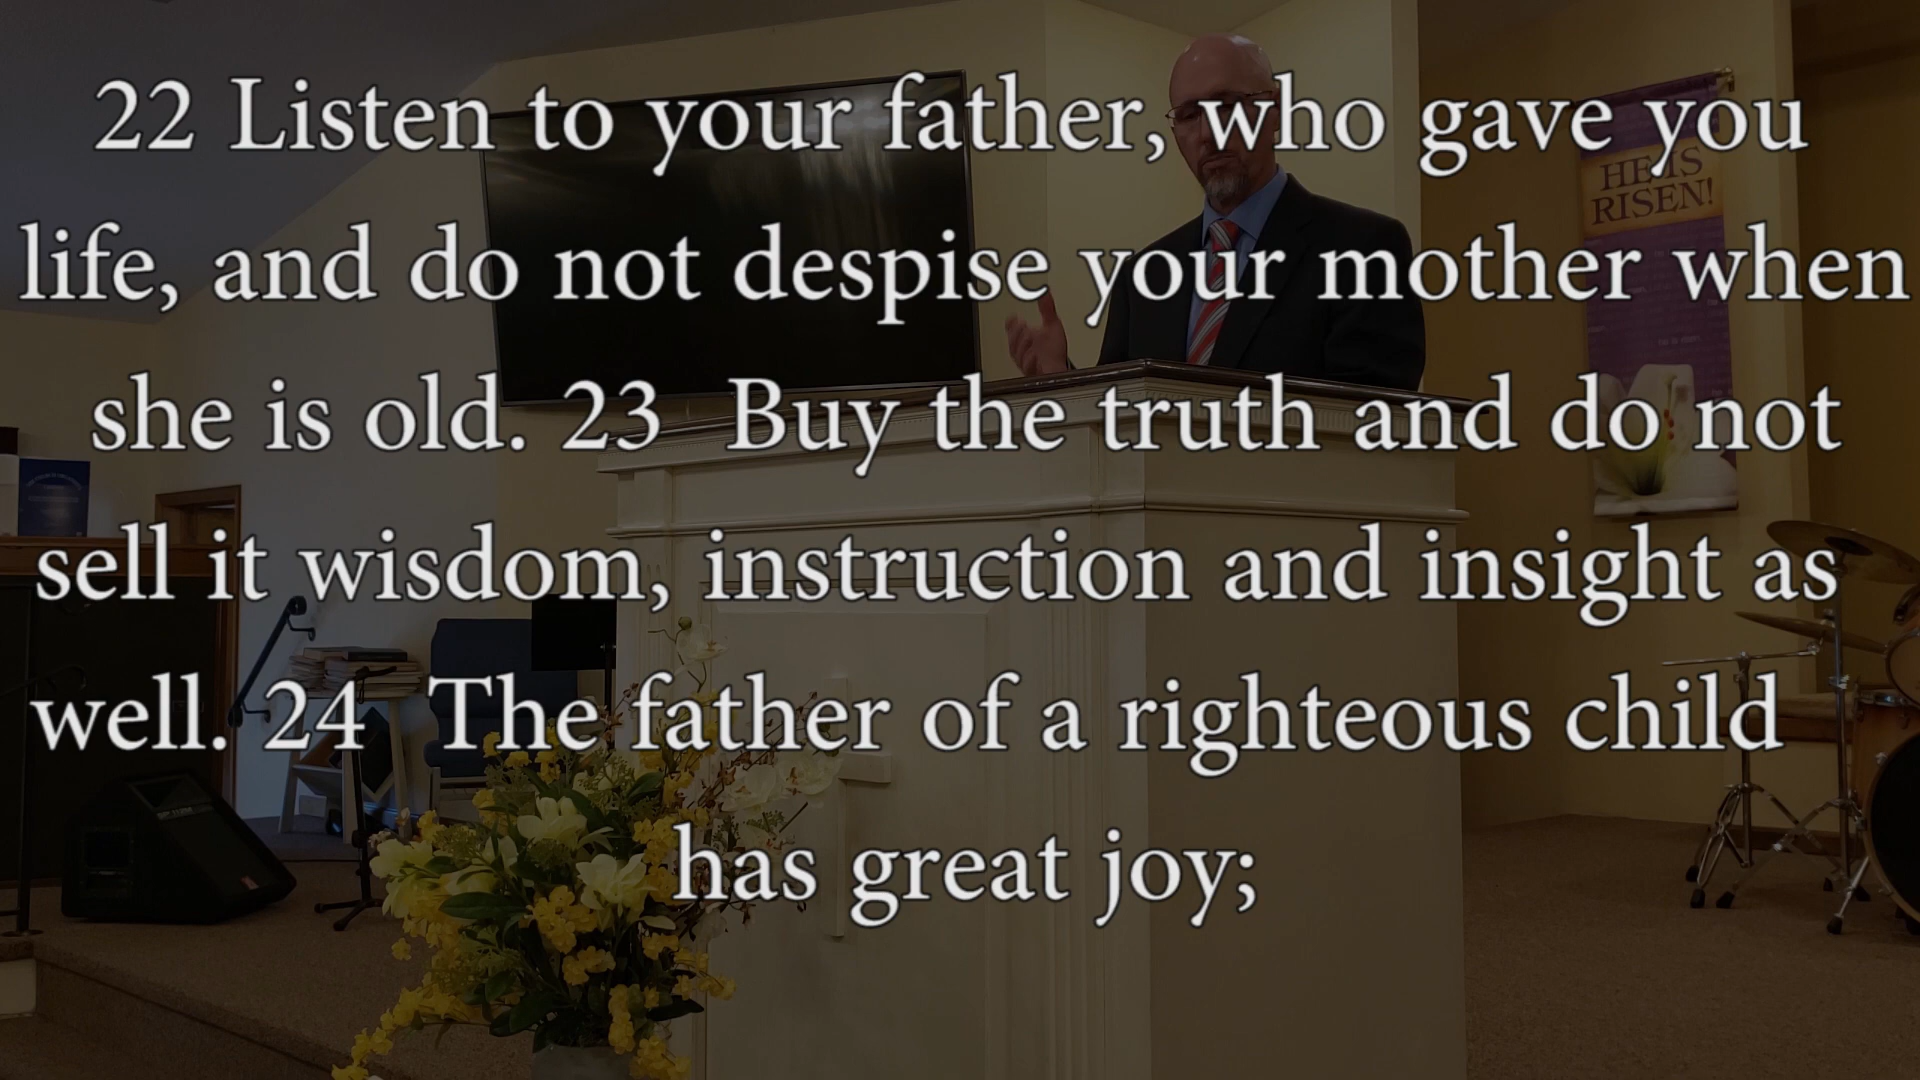 22 Listen to your father, who gave you
life, and do not despise your mother when
she is old. 23 Buy the truth and do not
sell it wisdom, instruction and insight as
well. 24 The father of a righteous child
has great joy;
HE IS
RISEN!